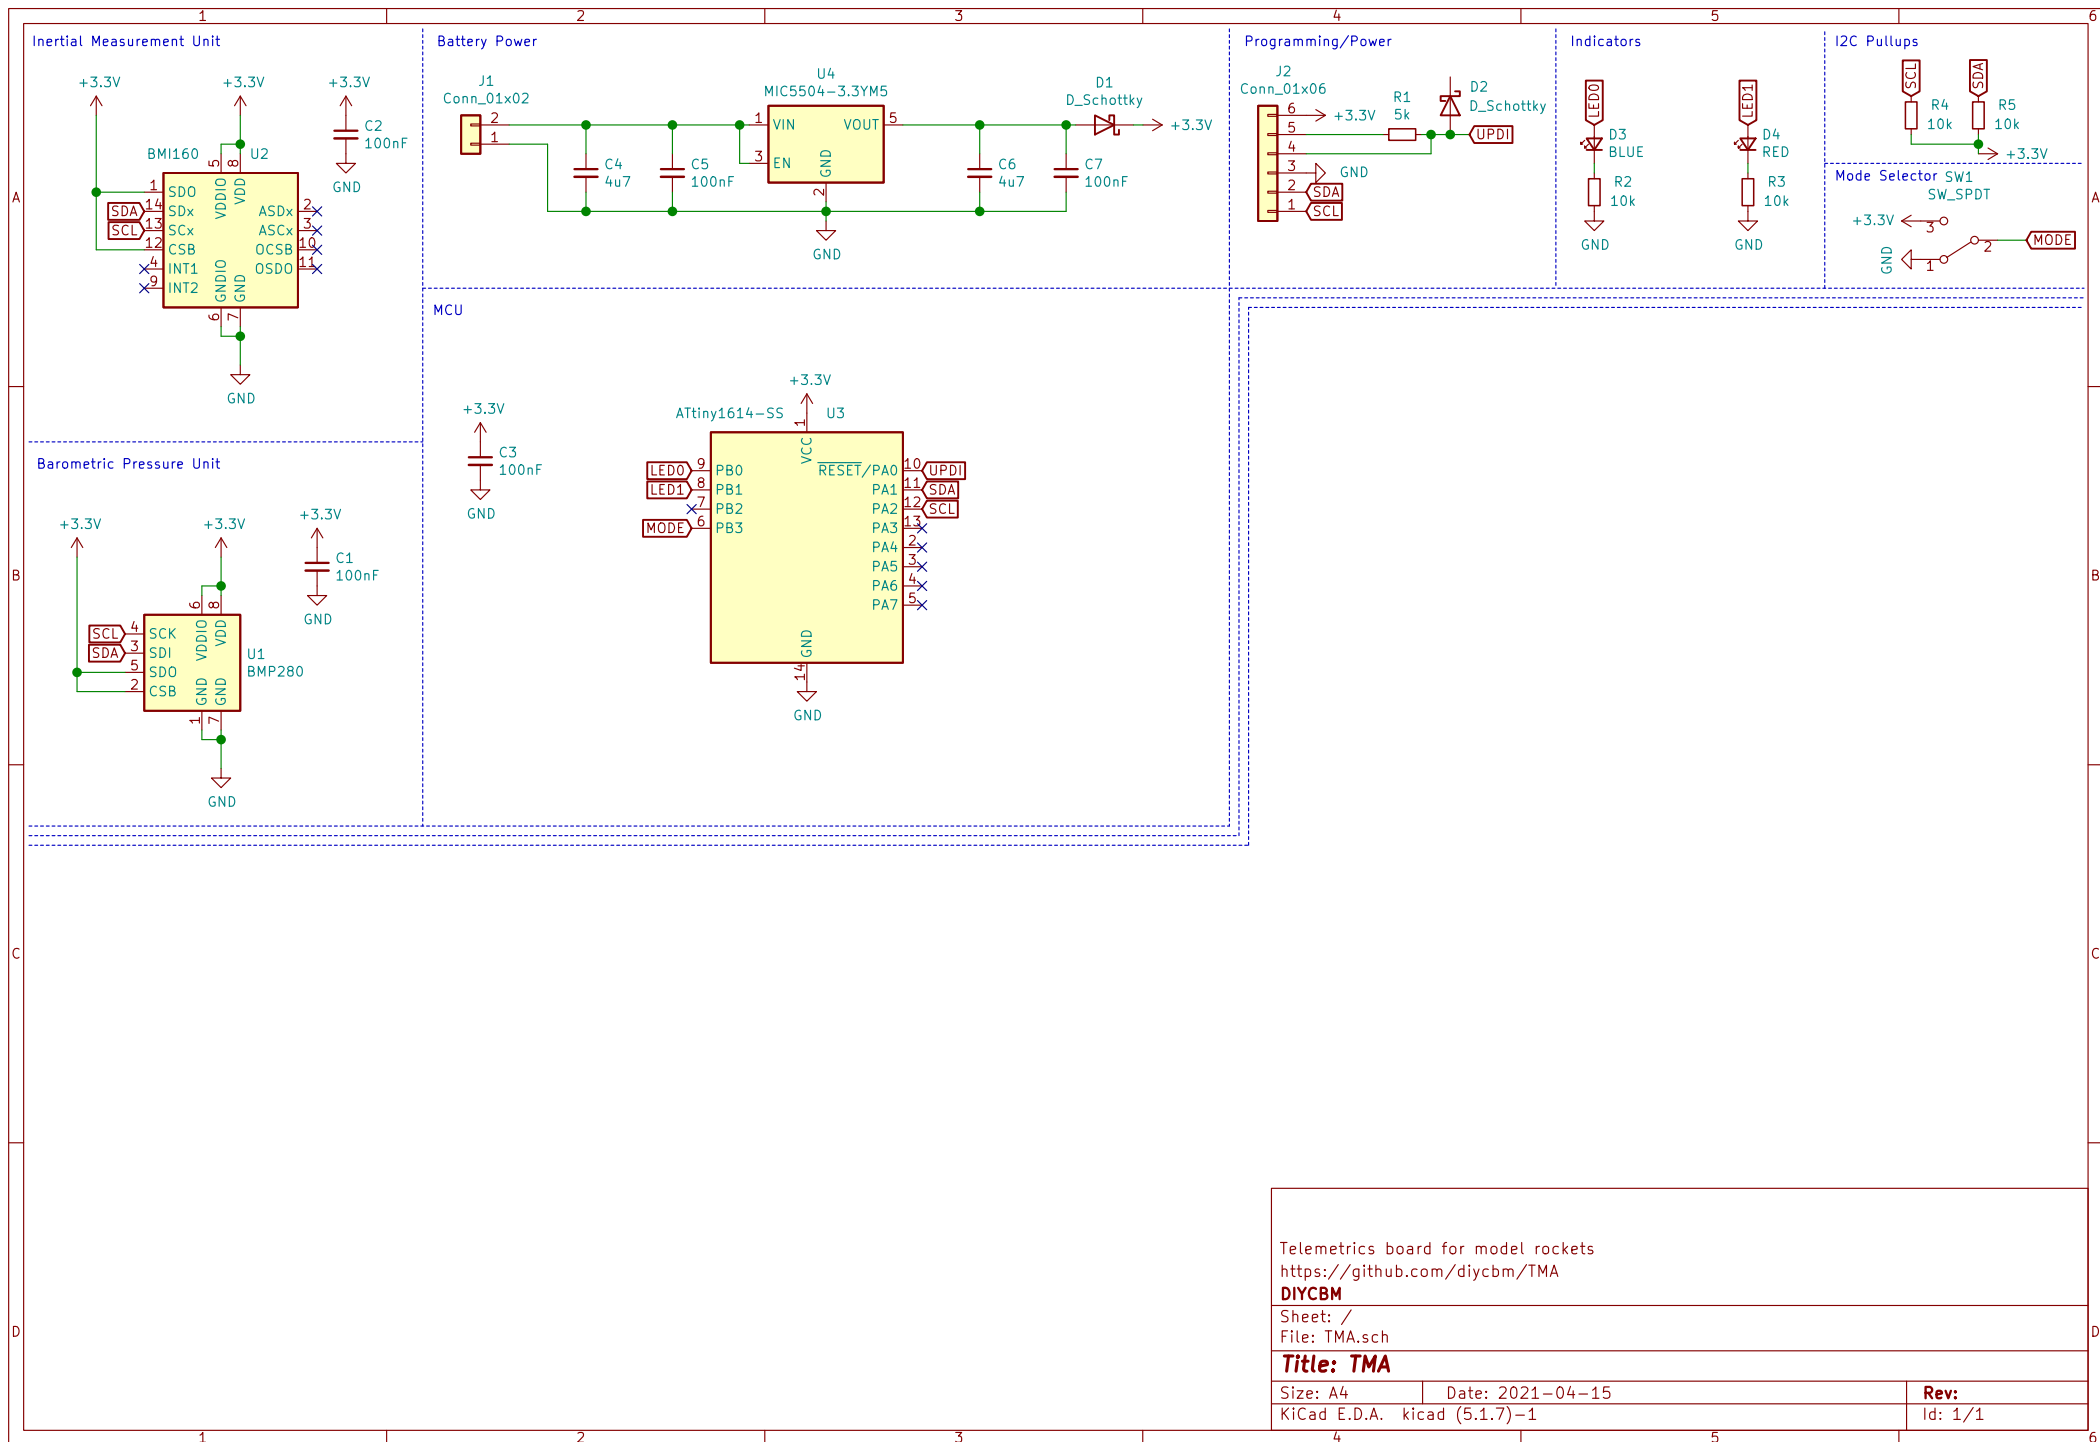 1 2 3 4 5 6
A
B
C
D
Inertial Measurement Unit
+3.3V
+3.3V
+3.3V
C2
100nF
GND
BMI160
U2
5 8
VDDIO VDD
1 SDO
SDA 14 SDx
SCL 13 SCx
12 CSB
4 INT1
9 INT2
ASDx 2
ASCx 3
OCSB 10
OSDO 11
GNDIO GND
6 7
GND
Barometric Pressure Unit
+3.3V
+3.3V
+3.3V
C1
100nF
GND
6 8
VDDIO VDD
SCL 4 SCK
SDA 3 SDI
5 SDO
2 CSB
U1
BMP280
GND GND
1 7
GND
Battery Power
J1
Conn_01x02
2
1
C4
4u7
C5
100nF
U4
MIC5504-3.3YM5
1 VIN
3 EN
VOUT 5
GND
2
GND
C6
4u7
C7
100nF
D1
D_Schottky
+3.3V
MCU
+3.3V
C3
100nF
GND
+3.3V
ATtiny1614-SS U3
1
VCC
LED0 9 PB0
LED1 8 PB1
7 PB2
MODE 6 PB3
RESET/PA0 10 UPDI
PA1 11 SDA
PA2 12 SCL
PA3 13
PA4 2
PA5 3
PA6 4
PA7 5
GND
14
GND
Programming/Power
J2
Conn_01x06
6 +3.3V
5
4
3 GND
2 SDA
1 SCL
R1
5k
D2
D_Schottky
UPDI
Indicators
LED0
D3
BLUE
R2
10k
GND
LED1
D4
RED
R3
10k
GND
I2C Pullups
SCL
SDA
R4
10k
R5
10k
+3.3V
Mode Selector
SW1
SW_SPDT
+3.3V 3
GND 1
2 MODE
Telemetrics board for model rockets
https://github.com/diycbm/TMA
DIYCBM
Sheet: /
File: TMA.sch
Title: TMA
Size: A4 Date: 2021-04-15 Rev:
KiCad E.D.A. kicad (5.1.7)-1 Id: 1/1
A
B
C
D
1 2 3 4 5 6